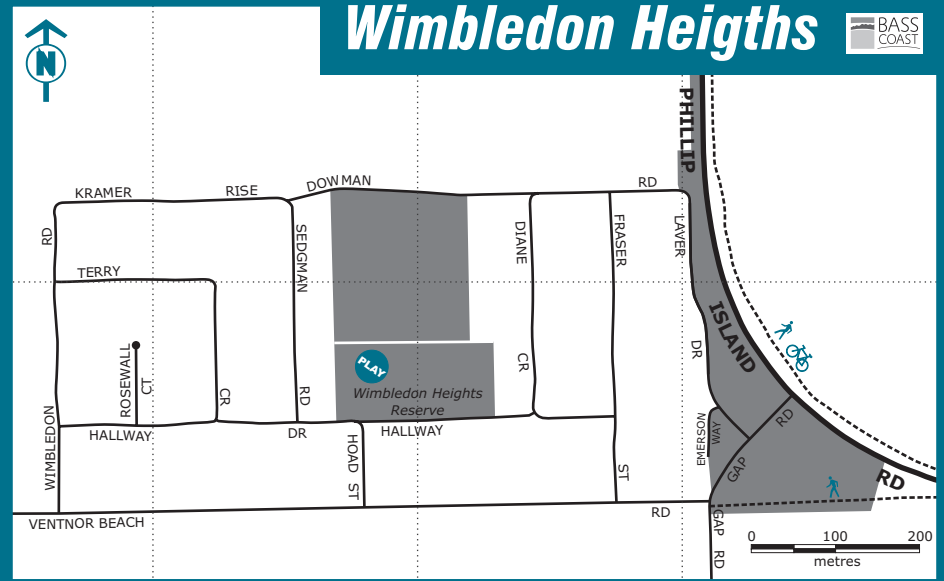 Wimbledon Heigths
BASS
COAST
N
PHILLIP
ISLAND
RD
KRAMER RISE
DOWMAN RD
RD
WIMBLEDON
TERRY
CR
ROSEWALL
CT
SEDGMAN
RD
DIANE
CR
FRASER
ST
LAVER
DR
PLAY
Wimbledon Heights
Reserve
HALLWAY DR
HALLWAY
HOAD ST
EMERSON
WAY
GAP RD
VENTNOR BEACH RD
GAP RD
0 100 200
metres